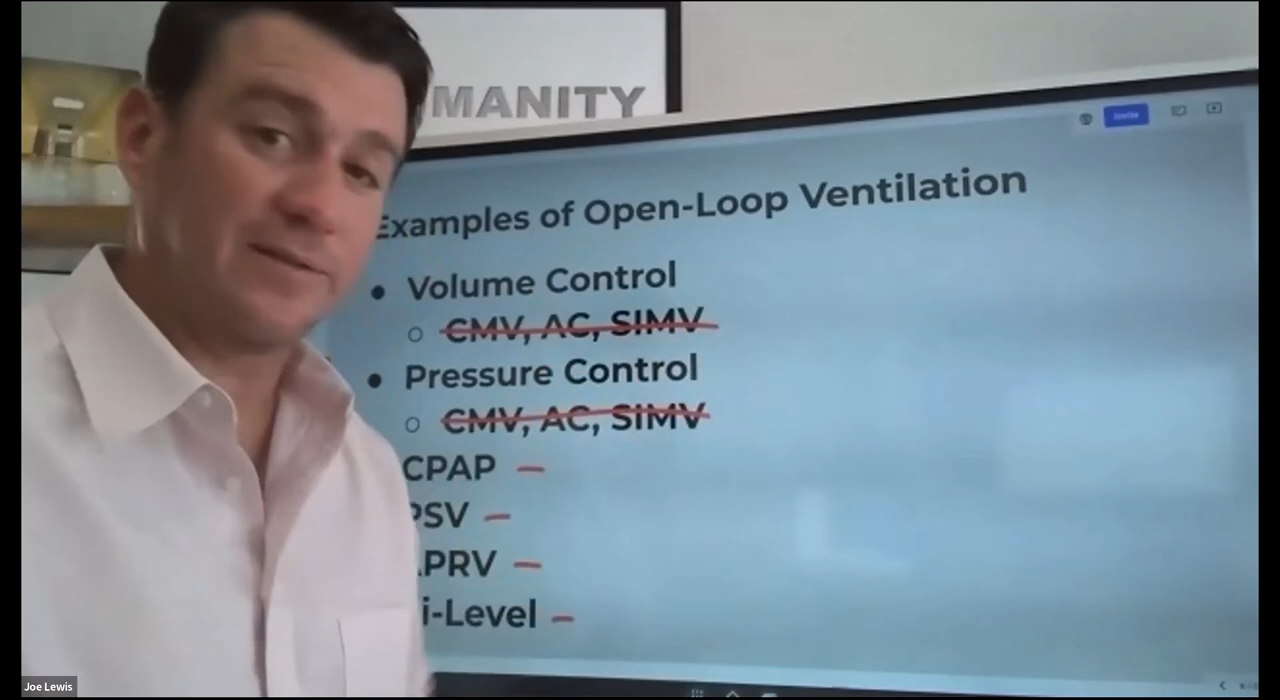 MANITY
Invite
Examples of Open-Loop Ventilation
Volume Control
CMV, AC, SIMV
Pressure Control
CMV, AC, SIMV
CPAP
PSV
PRV
i-Level
Joe Lewis